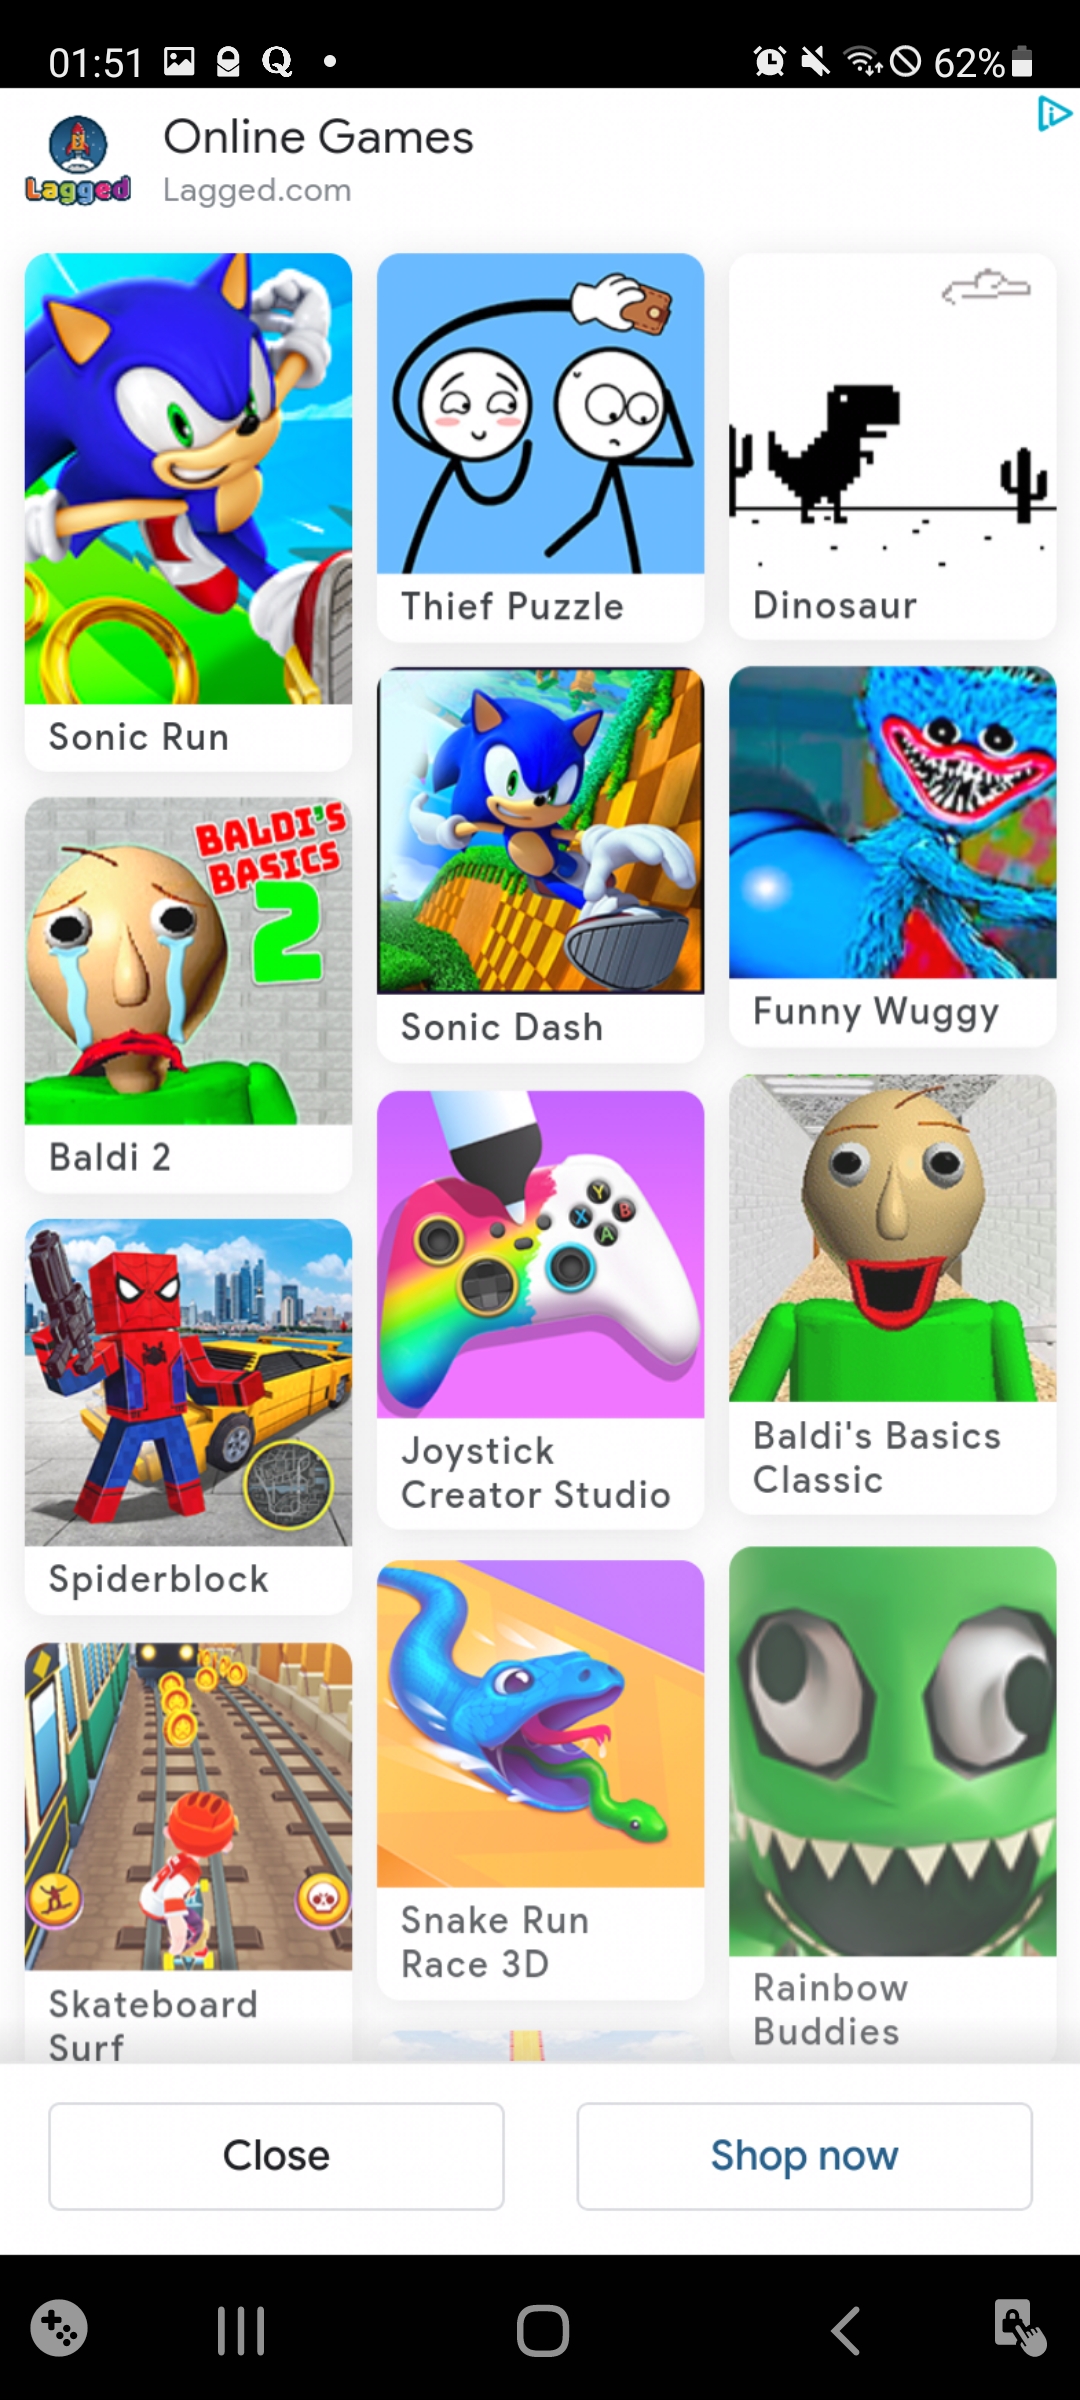 01:51
62%
Lagged
Online Games
Lagged.com
Sonic Run
Thief Puzzle
Dinosaur
BALDI'S
BASICS
2
Baldi 2
Sonic Dash
Funny Wuggy
Y
X
B
A
Joystick
Creator Studio
Baldi's Basics
Classic
Spiderblock
Snake Run
Race 3D
Rainbow
Buddies
Skateboard
Surf
Close
Shop now